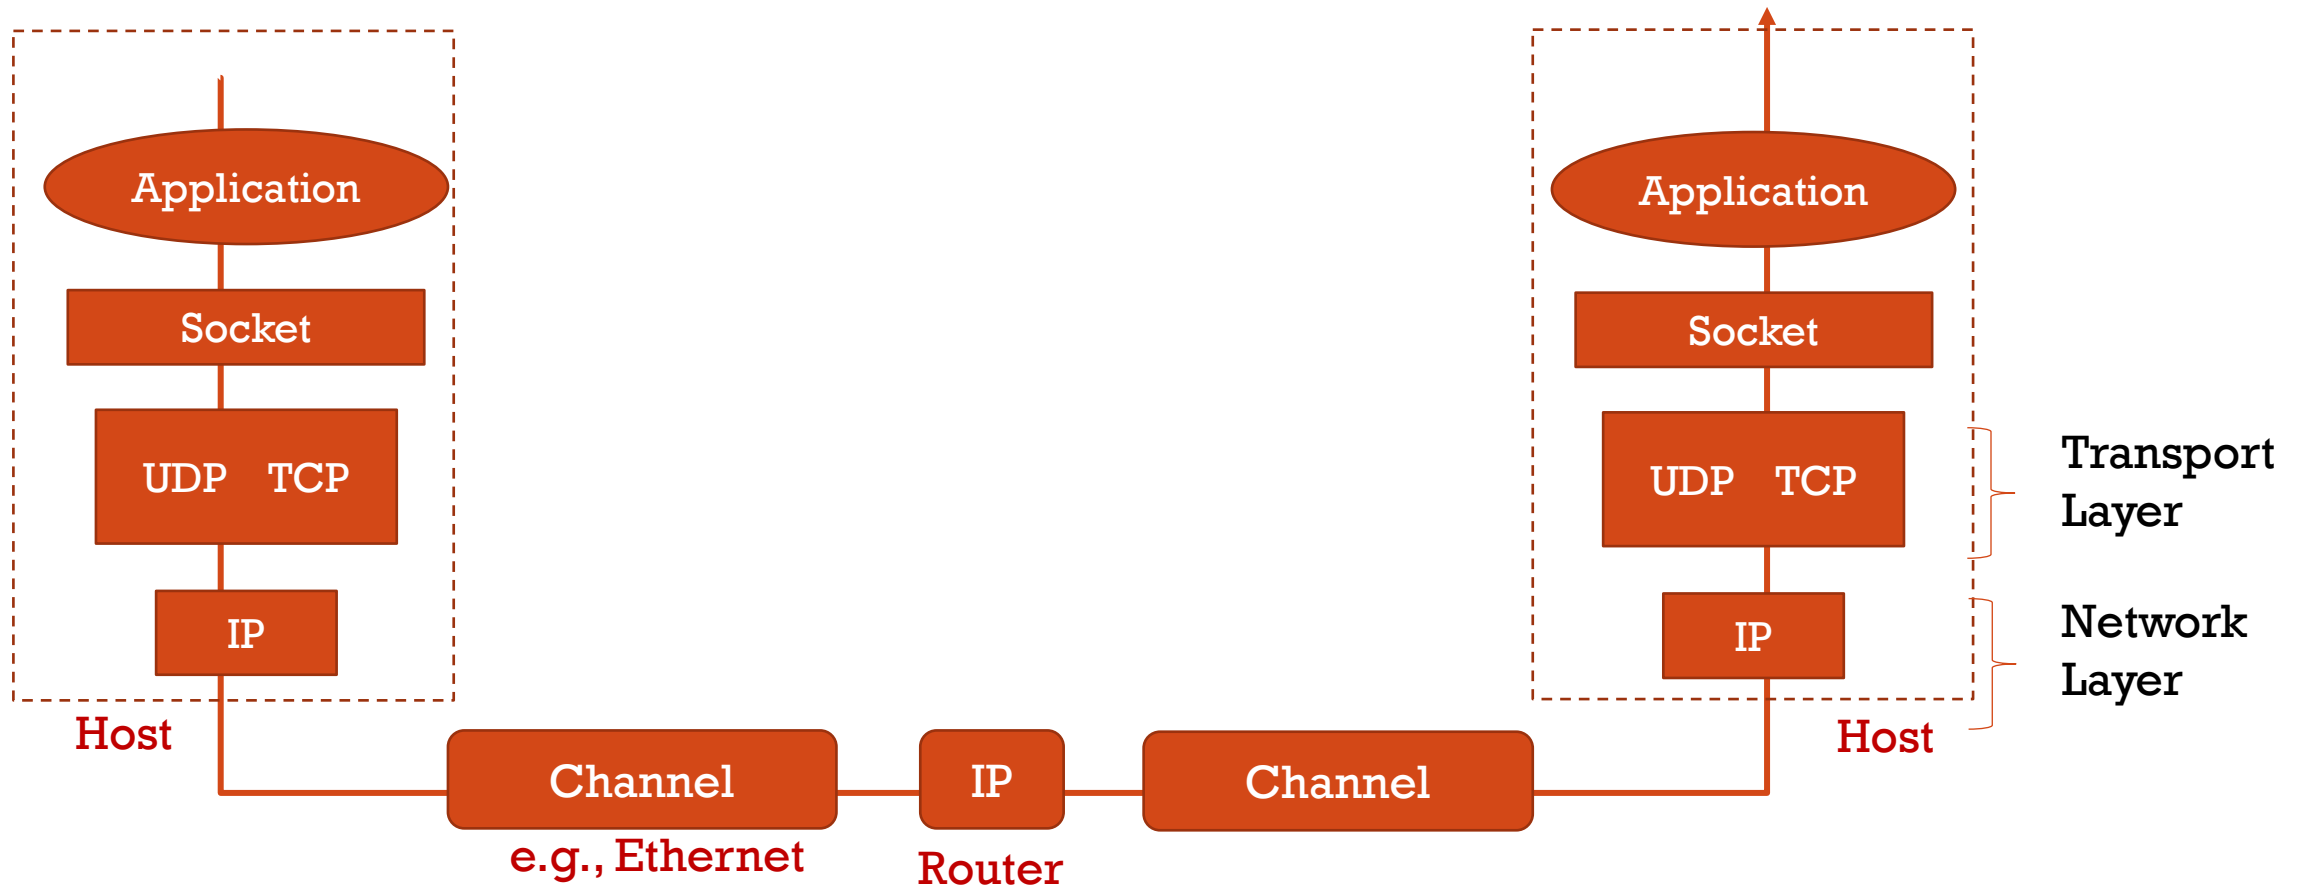 Application
Socket
UDP TCP
IP
Host
Channel
e.g., Ethernet
IP
Router
Channel
Application
Socket
UDP TCP
IP
Host
Transport
Layer
Network
Layer